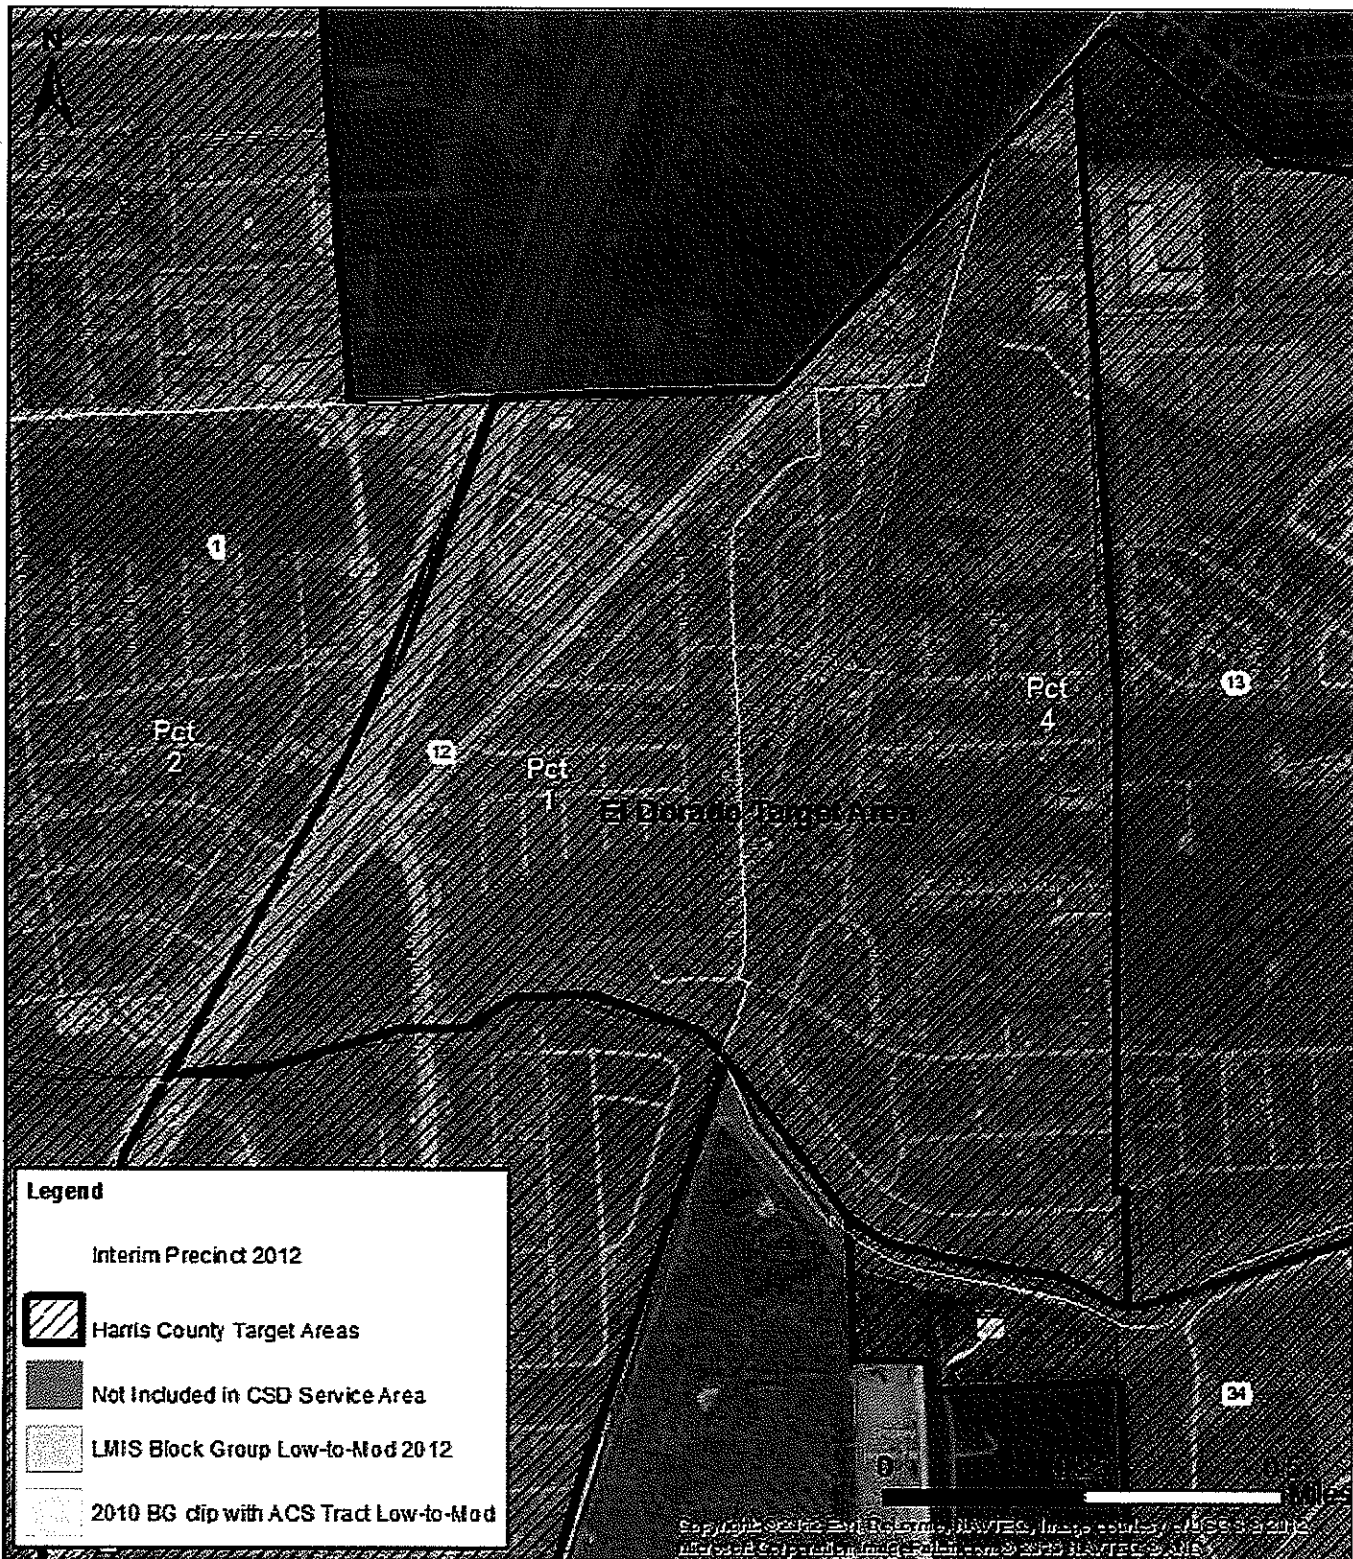 N
1
Pct
2
12
Pct
1
El Dorado Target Area
Pct
4
13
34
Legend
Interim Precinct 2012
Harris County Target Areas
Not Included in CSD Service Area
LMIS Block Group Low-to-Mod 2012
2010 BG clip with ACS Tract Low-to-Mod
0
Miles